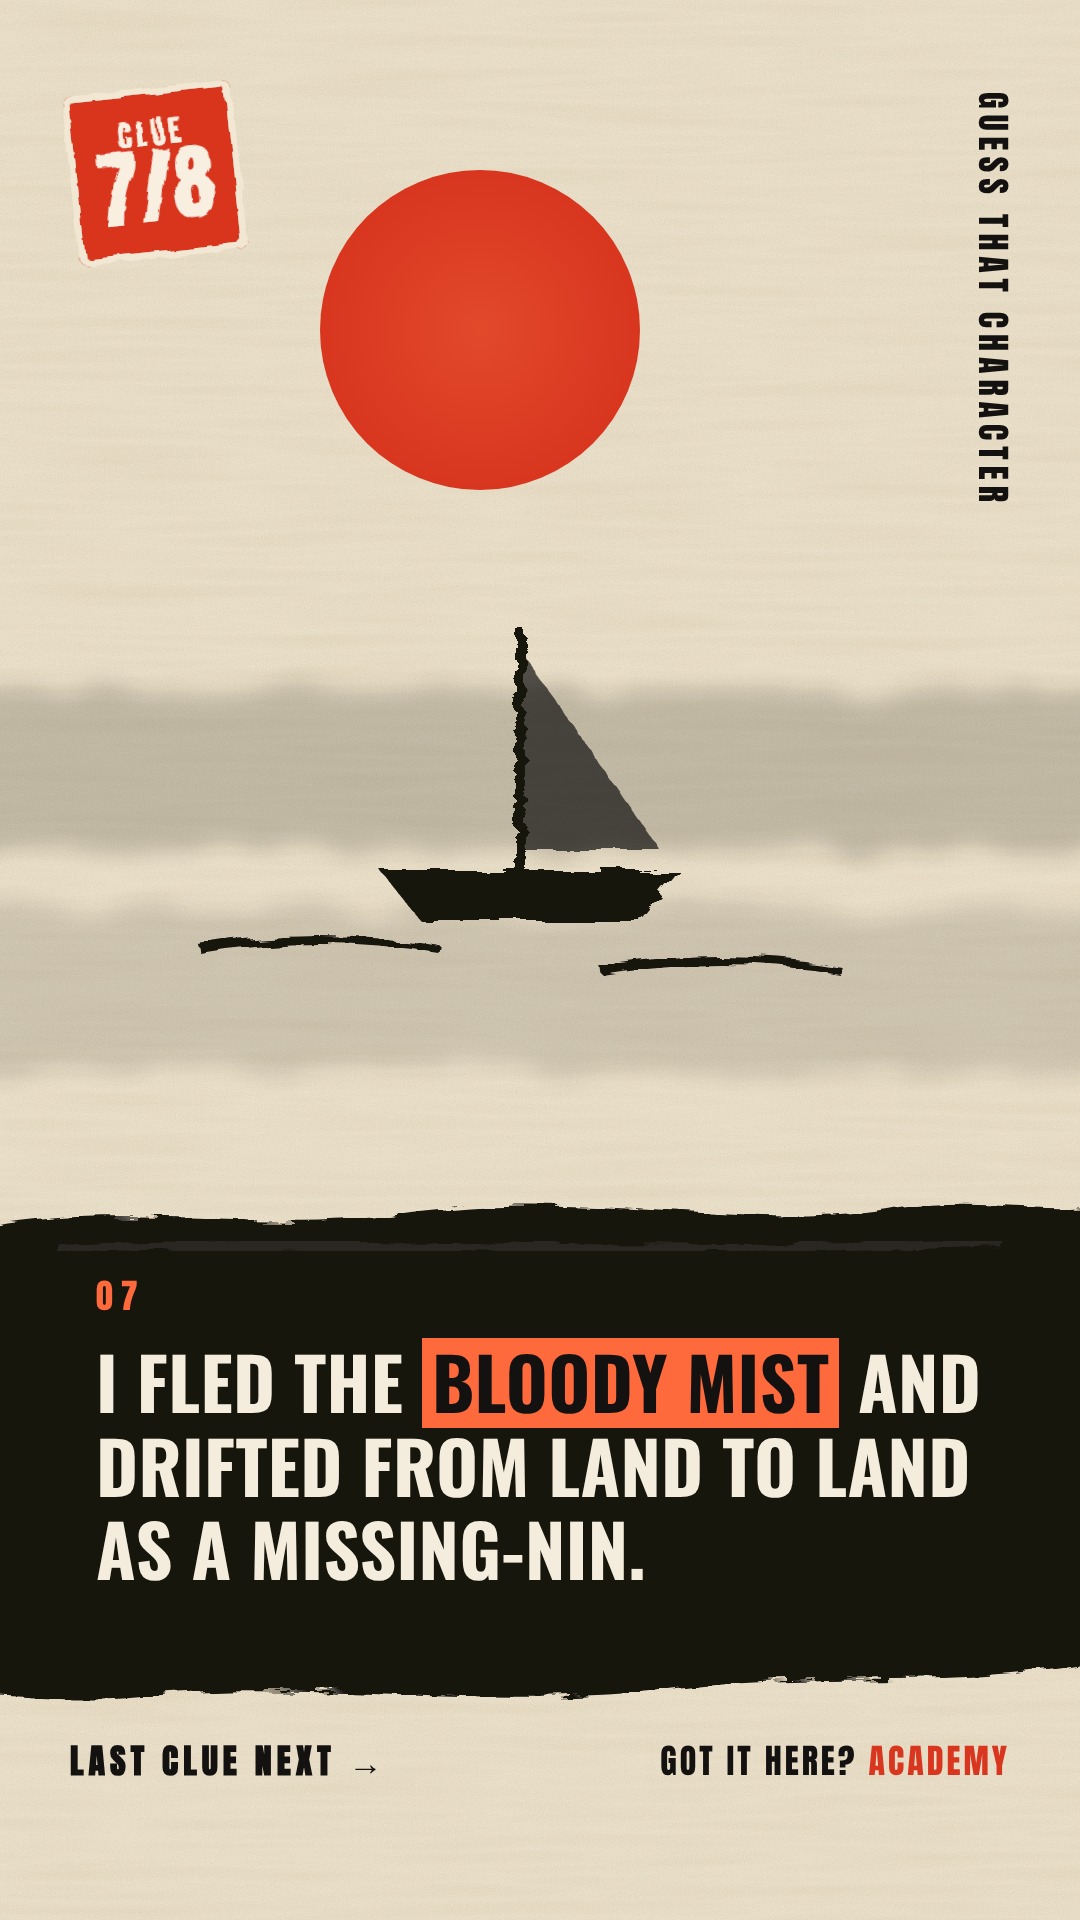 CLUE
7/8
GUESS THAT CHARACTER
07
I FLED THE BLOODY MIST AND
DRIFTED FROM LAND TO LAND
AS A MISSING-NIN.
LAST CLUE NEXT →
GOT IT HERE? ACADEMY